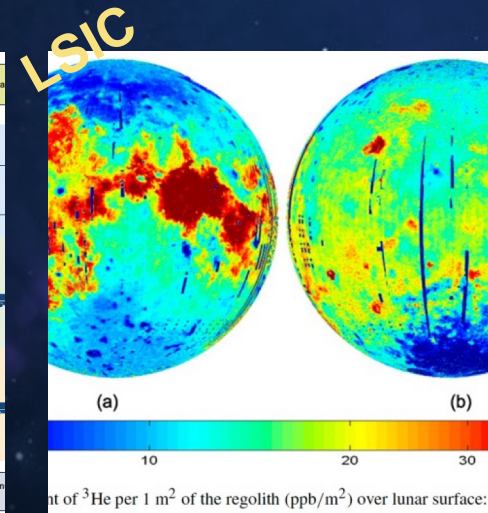 LSIC
(a) (b)
10 20 30
nt of ³He per 1 m² of the regolith (ppb/m²) over lunar surface: